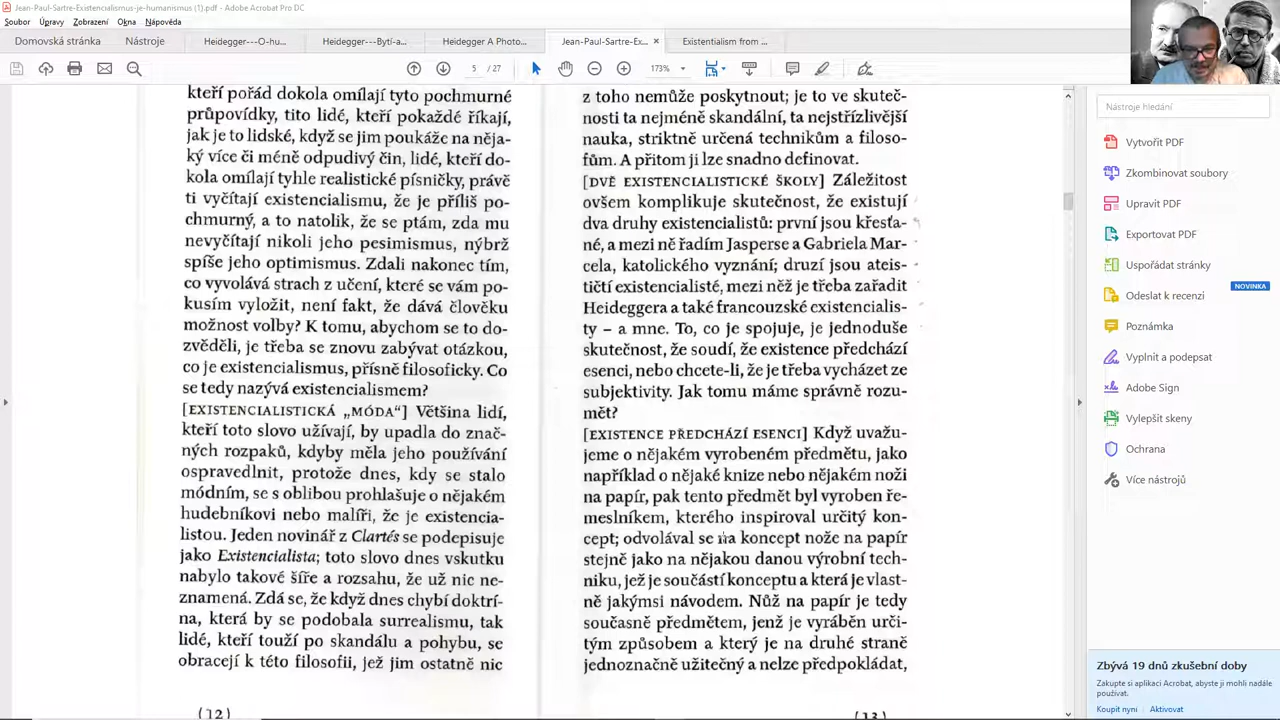 Jean-Paul-Sartre-Existencialismus-je-humanismus (1).pdf - Adobe Acrobat Pro DC
Soubor Úpravy Zobrazení Okna Nápověda
Domovská stránka Nástroje Heidegger---O-hu... Heidegger---Bytí-a... Heidegger A Photo... Jean-Paul-Sartre-Ex... × Existentialism from ...
5 / 27 173%
kteří pořád dokola omílají tyto pochmurné
průpovídky, tito lidé, kteří pokaždé říkají,
jak je to lidské, když se jim poukáže na něja-
ký více či méně odpudivý čin, lidé, kteří do-
kola omílají tyhle realistické písničky, právě
ti vyčítají existencialismu, že je příliš po-
chmurný, a to natolik, že se ptám, zda mu
nevyčítají nikoli jeho pesimismus, nýbrž
spíše jeho optimismus. Zdali nakonec tím,
co vyvolává strach z učení, které se vám po-
kusím vyložit, není fakt, že dává člověku
možnost volby? K tomu, abychom se to do-
zvěděli, je třeba se znovu zabývat otázkou,
co je existencialismus, přísně filosoficky. Co
se tedy nazývá existencialismem?
[EXISTENCIALISTICKÁ „MÓDA“] Většina lidí,
kteří toto slovo užívají, by upadla do znač-
ných rozpaků, kdyby měla jeho používání
ospravedlnit, protože dnes, kdy se stalo
módním, se s oblibou prohlašuje o nějakém
hudebníkovi nebo malíři, že je existencia-
listou. Jeden novinář z Clartés se podepisuje
jako Existencialista; toto slovo dnes vskutku
nabylo takové šíře a rozsahu, že už nic ne-
znamená. Zdá se, že když dnes chybí doktrí-
na, která by se podobala surrealismu, tak
lidé, kteří touží po skandálu a pohybu, se
obracejí k této filosofii, jež jim ostatně nic
(12)
z toho nemůže poskytnout; je to ve skuteč-
nosti ta nejméně skandální, ta nejstřízlivější
nauka, striktně určená technikům a filoso-
fům. A přitom ji lze snadno definovat.
[DVĚ EXISTENCIALISTICKÉ ŠKOLY] Záležitost
ovšem komplikuje skutečnost, že existují
dva druhy existencialistů: první jsou křesťa-
né, a mezi ně řadím Jasperse a Gabriela Mar-
cela, katolického vyznání; druzí jsou ateis-
tičtí existencialisté, mezi něž je třeba zařadit
Heideggera a také francouzské existencialis-
ty – a mne. To, co je spojuje, je jednoduše
skutečnost, že soudí, že existence předchází
esenci, nebo chcete-li, že je třeba vycházet ze
subjektivity. Jak tomu máme správně rozu-
mět?
[EXISTENCE PŘEDCHÁZÍ ESENCI] Když uvažu-
jeme o nějakém vyrobeném předmětu, jako
například o nějaké knize nebo nějakém noži
na papír, pak tento předmět byl vyroben ře-
meslníkem, kterého inspiroval určitý kon-
cept; odvolával se na koncept nože na papír
stejně jako na nějakou danou výrobní tech-
niku, jež je součástí konceptu a která je vlast-
ně jakýmsi návodem. Nůž na papír je tedy
současně předmětem, jenž je vyráběn urči-
tým způsobem a který je na druhé straně
jednoznačně užitečný a nelze předpokládat,
(13)
Nástroje hledání
Vytvořit PDF
Zkombinovat soubory
Upravit PDF
Exportovat PDF
Uspořádat stránky
NOVINKA
Odeslat k recenzi
Poznámka
Vyplnit a podepsat
Adobe Sign
Vylepšit skeny
Ochrana
Více nástrojů
Zbývá 19 dnů zkušební doby
Zakupte si aplikaci Acrobat, abyste ji mohli nadále
používat.
Koupit nyní Aktivovat